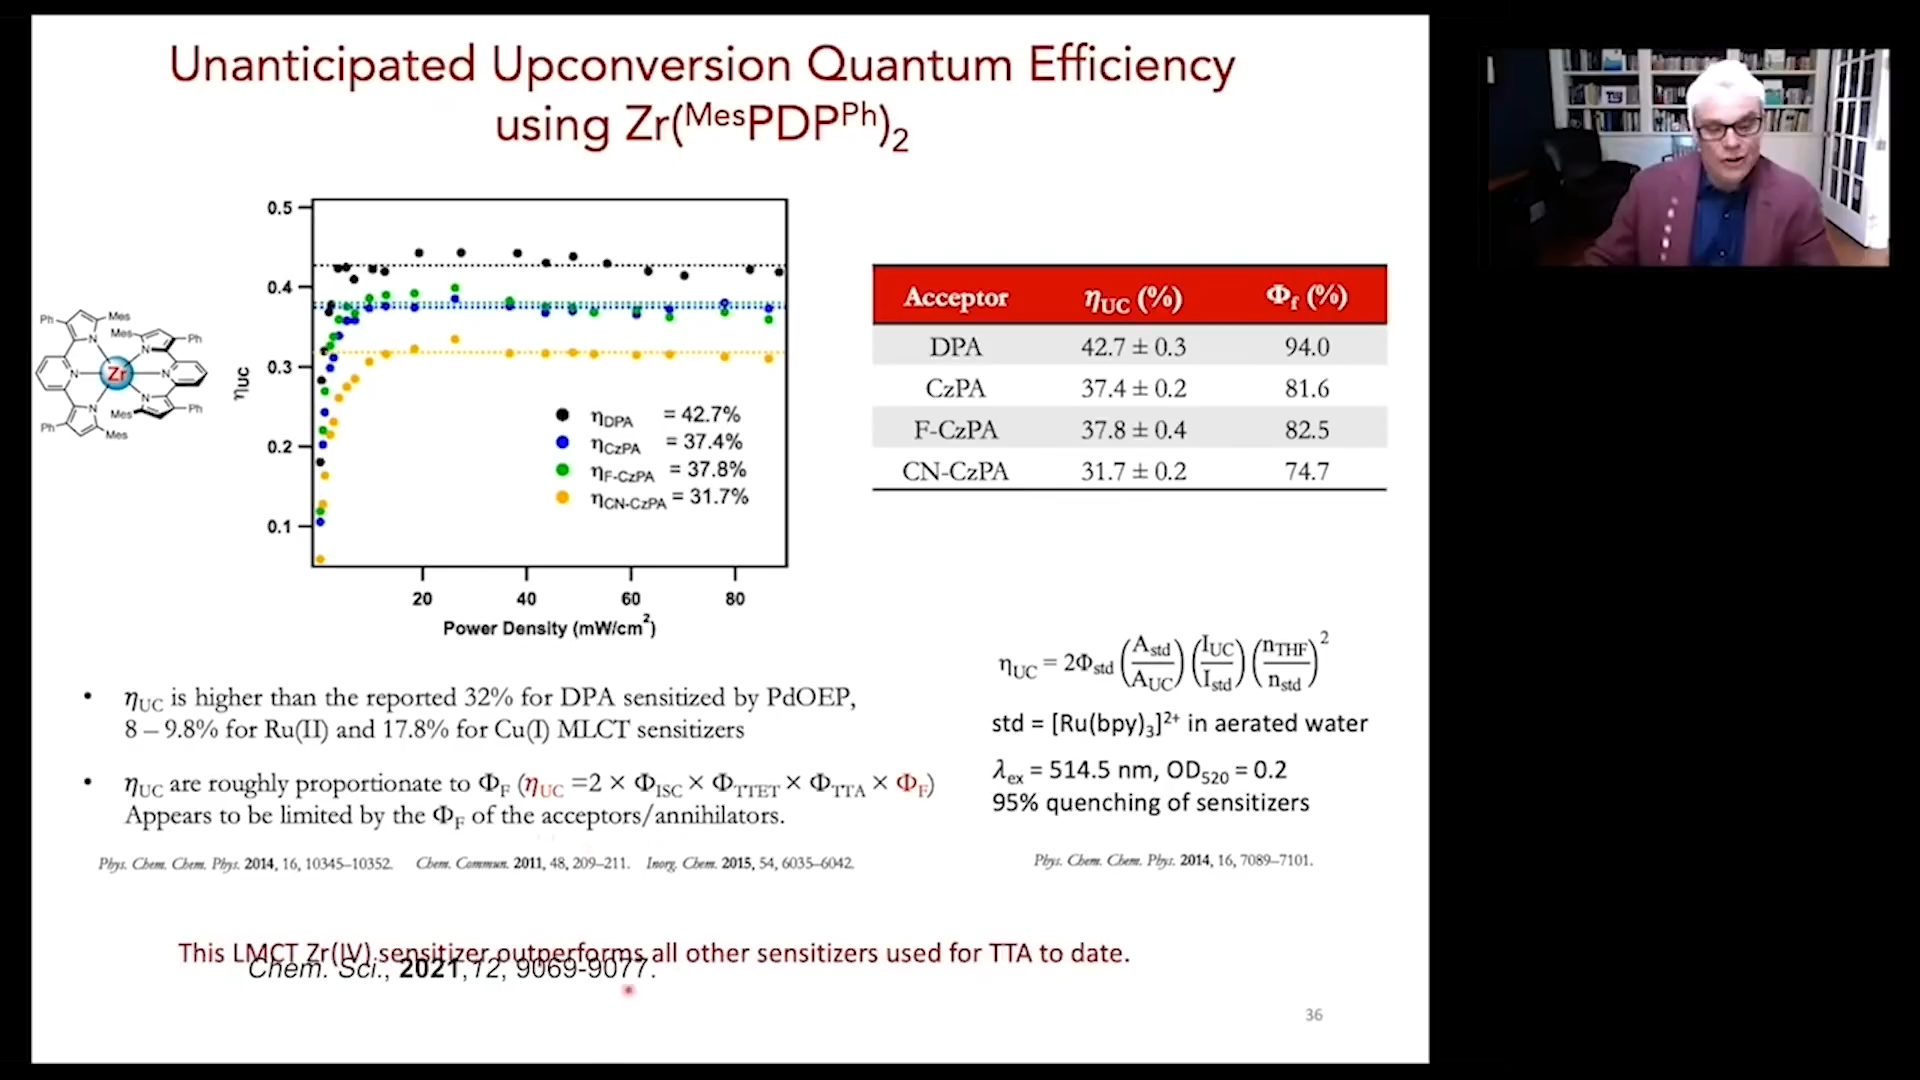 Unanticipated Upconversion Quantum Efficiency
using Zr(MesPDPPh)2
0.5
0.4
0.3
0.2
0.1
ηUC
20 40 60 80
Power Density (mW/cm2)
ηDPA = 42.7%
ηCzPA = 37.4%
ηF-CzPA = 37.8%
ηCN-CzPA = 31.7%
Ph Mes
Mes Ph
N N
N Zr N
N N
Mes Ph
Ph Mes
Acceptor ηUC (%) Φf (%)
DPA 42.7 ± 0.3 94.0
CzPA 37.4 ± 0.2 81.6
F-CzPA 37.8 ± 0.4 82.5
CN-CzPA 31.7 ± 0.2 74.7
• ηUC is higher than the reported 32% for DPA sensitized by PdOEP,
8 – 9.8% for Ru(II) and 17.8% for Cu(I) MLCT sensitizers
• ηUC are roughly proportionate to ΦF (ηUC =2 × ΦISC × ΦTTET × ΦTTA × ΦF)
Appears to be limited by the ΦF of the acceptors/annihilators.
Phys. Chem. Chem. Phys. 2014, 16, 10345–10352. Chem. Commun. 2011, 48, 209–211. Inorg. Chem. 2015, 54, 6035–6042.
ηUC = 2Φstd (Astd/AUC) (IUC/Istd) (nTHF/nstd)2
std = [Ru(bpy)3]2+ in aerated water
λex = 514.5 nm, OD520 = 0.2
95% quenching of sensitizers
Phys. Chem. Chem. Phys. 2014, 16, 7089–7101.
This LMCT Zr(IV) sensitizer outperforms all other sensitizers used for TTA to date.
Chem. Sci., 2021, 12, 9069-9077.
36